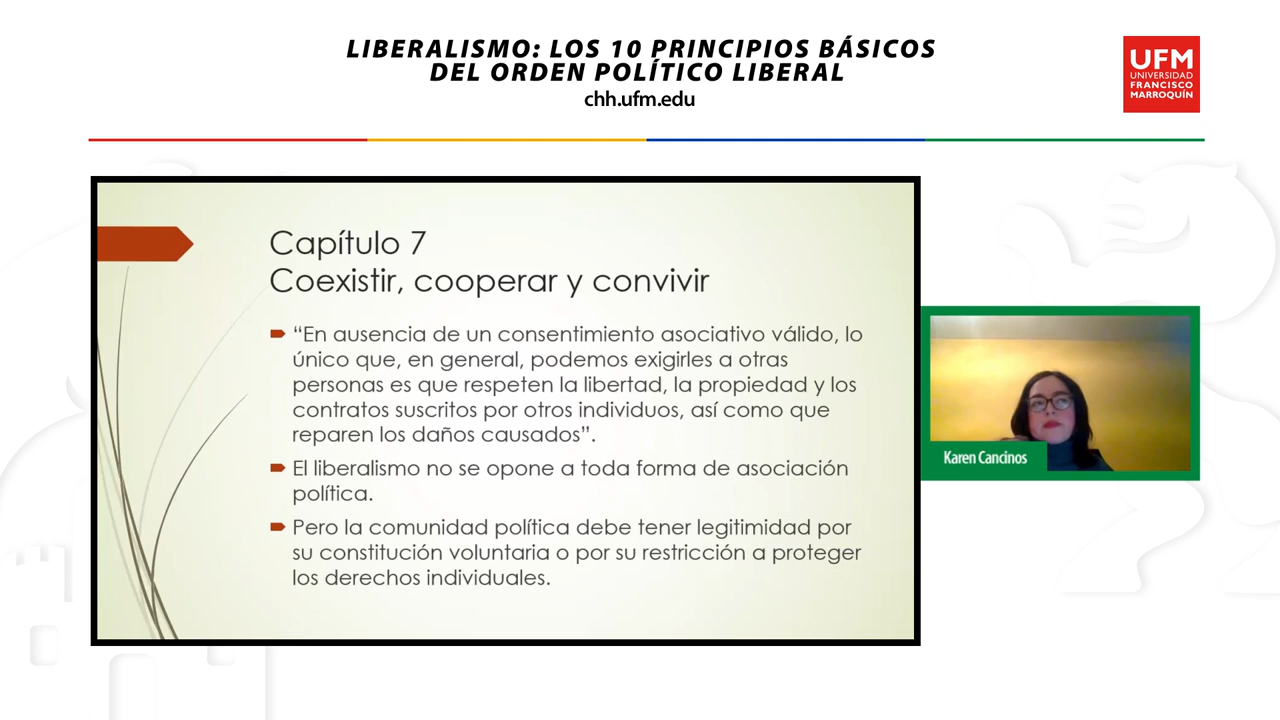 LIBERALISMO: LOS 10 PRINCIPIOS BÁSICOS
DEL ORDEN POLÍTICO LIBERAL
chh.ufm.edu
UFM
UNIVERSIDAD
FRANCISCO
MARROQUÍN
Capítulo 7
Coexistir, cooperar y convivir
“En ausencia de un consentimiento asociativo válido, lo
único que, en general, podemos exigirles a otras
personas es que respeten la libertad, la propiedad y los
contratos suscritos por otros individuos, así como que
reparen los daños causados”.
El liberalismo no se opone a toda forma de asociación
política.
Pero la comunidad política debe tener legitimidad por
su constitución voluntaria o por su restricción a proteger
los derechos individuales.
Karen Cancinos